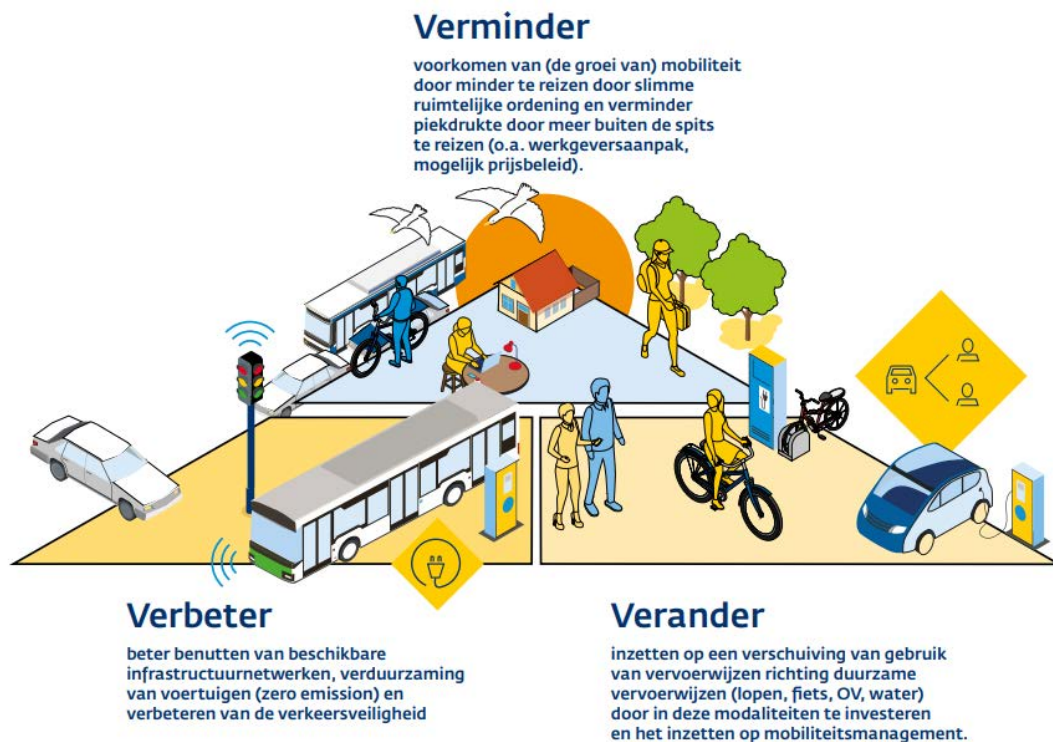 Verminder
voorkomen van (de groei van) mobiliteit
door minder te reizen door slimme
ruimtelijke ordening en verminder
piekdrukte door meer buiten de spits
te reizen (o.a. werkgeversaanpak,
mogelijk prijsbeleid).
Verbeter
beter benutten van beschikbare
infrastructuurnetwerken, verduurzaming
van voertuigen (zero emission) en
verbeteren van de verkeersveiligheid
Verander
inzetten op een verschuiving van gebruik
van vervoerwijzen richting duurzame
vervoerwijzen (lopen, fiets, OV, water)
door in deze modaliteiten te investeren
en het inzetten op mobiliteitsmanagement.